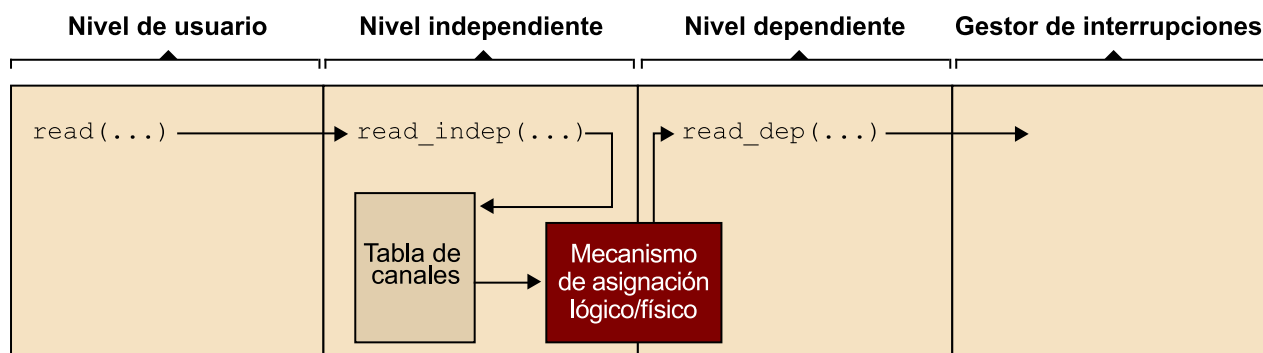 Nivel de usuario
Nivel independiente
Nivel dependiente
Gestor de interrupciones
read(...)
read_indep(...)
read_dep(...)
Tabla de
canales
Mecanismo
de asignación
lógico/físico